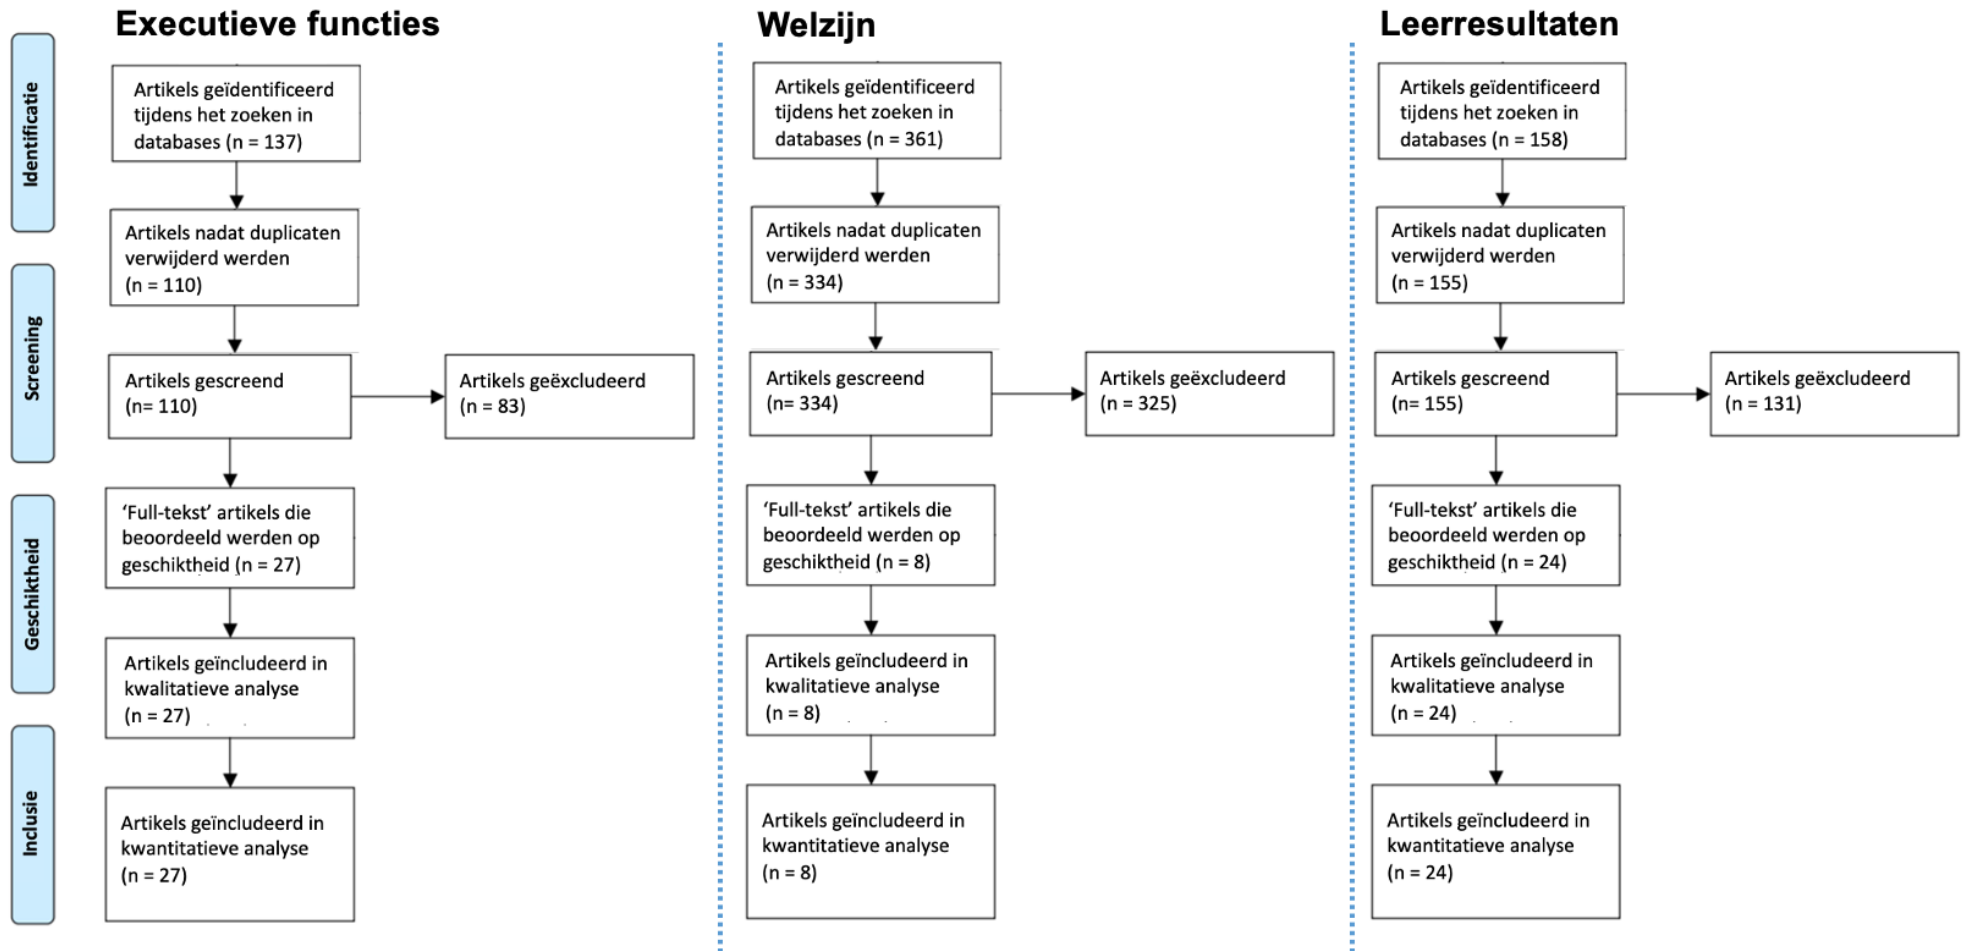 Executieve functies
Welzijn
Leerresultaten
Identificatie
Screening
Geschiktheid
Inclusie
Artikels geïdentificeerd
tijdens het zoeken in
databases (n = 137)
Artikels nadat duplicaten
verwijderd werden
(n = 110)
Artikels gescreend
(n= 110)
Artikels geëxcludeerd
(n = 83)
‘Full-tekst’ artikels die
beoordeeld werden op
geschiktheid (n = 27)
Artikels geïncludeerd in
kwalitatieve analyse
(n = 27)
Artikels geïncludeerd in
kwantitatieve analyse
(n = 27)
Artikels geïdentificeerd
tijdens het zoeken in
databases (n = 361)
Artikels nadat duplicaten
verwijderd werden
(n = 334)
Artikels gescreend
(n= 334)
Artikels geëxcludeerd
(n = 325)
‘Full-tekst’ artikels die
beoordeeld werden op
geschiktheid (n = 8)
Artikels geïncludeerd in
kwalitatieve analyse
(n = 8)
Artikels geïncludeerd in
kwantitatieve analyse
(n = 8)
Artikels geïdentificeerd
tijdens het zoeken in
databases (n = 158)
Artikels nadat duplicaten
verwijderd werden
(n = 155)
Artikels gescreend
(n= 155)
Artikels geëxcludeerd
(n = 131)
‘Full-tekst’ artikels die
beoordeeld werden op
geschiktheid (n = 24)
Artikels geïncludeerd in
kwalitatieve analyse
(n = 24)
Artikels geïncludeerd in
kwantitatieve analyse
(n = 24)